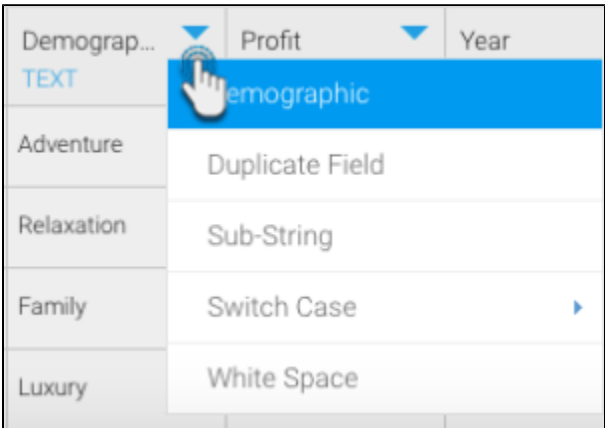 Demograp... Profit Year
TEXT
emographic
Adventure
Duplicate Field
Relaxation
Sub-String
Family
Switch Case
Luxury
White Space